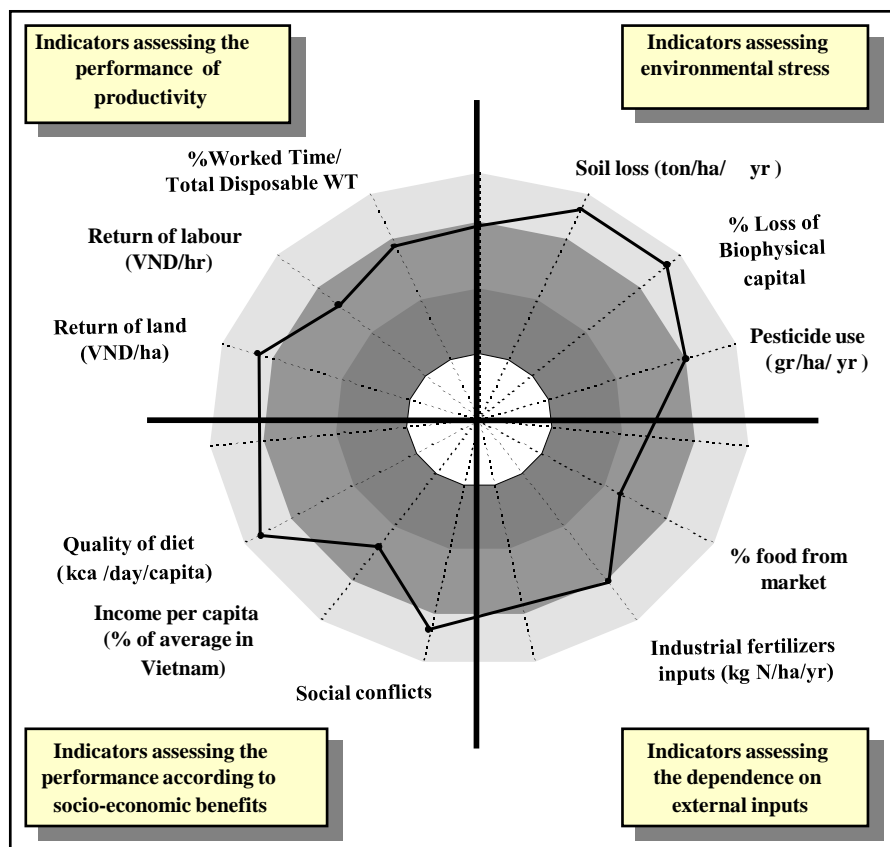 Indicators assessing the
performance of
productivity
Indicators assessing
environmental stress
%Worked Time/
Total Disposable WT
Soil loss (ton/ha/ yr )
Return of labour
(VND/hr)
% Loss of
Biophysical
capital
Return of land
(VND/ha)
Pesticide use
(gr/ha/ yr )
Quality of diet
(kca /day/capita)
% food from
market
Income per capita
(% of average in
Vietnam)
Industrial fertilizers
inputs (kg N/ha/yr)
Social conflicts
Indicators assessing the
performance according to
socio-economic benefits
Indicators assessing
the dependence on
external inputs